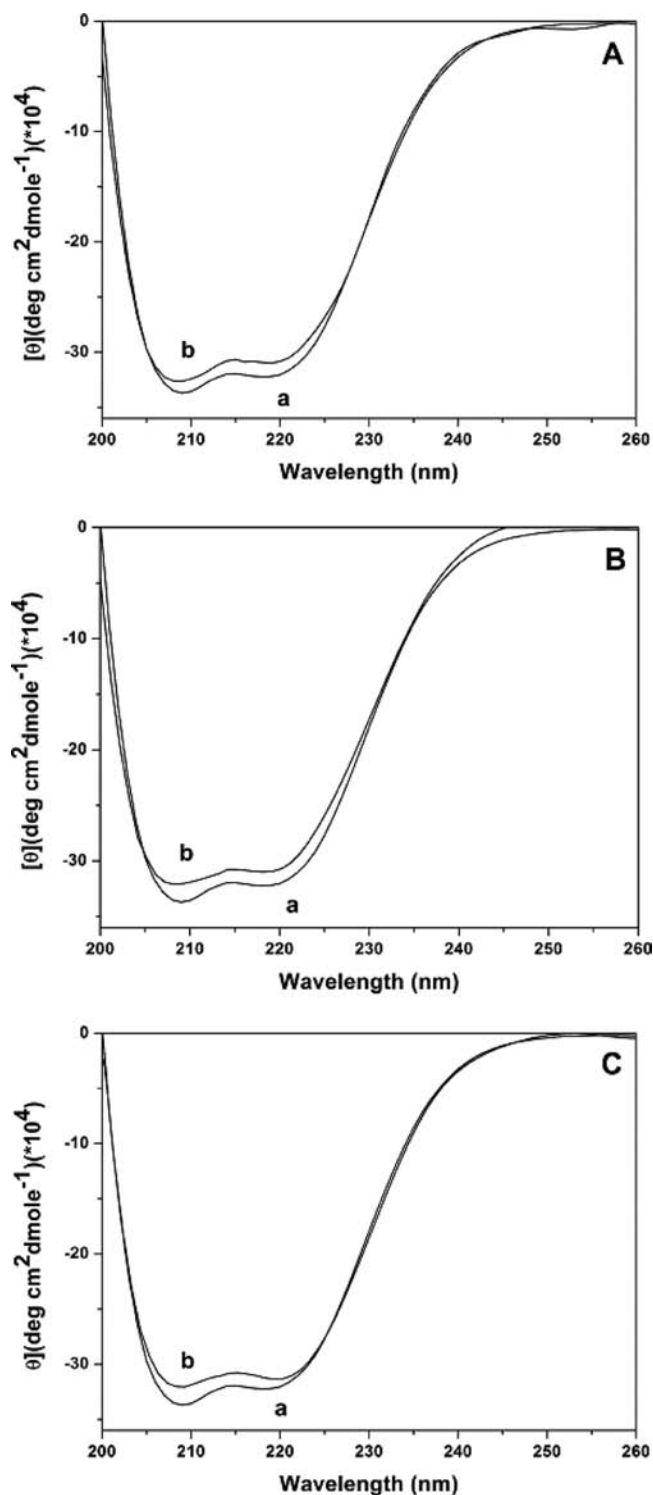 0
-10
-20
-30
[θ](deg cm²dmole⁻¹)(*10⁴)
A
b
a
200 210 220 230 240 250 260
Wavelength (nm)
0
-10
-20
-30
[θ](deg cm²dmole⁻¹)(*10⁴)
B
b
a
200 210 220 230 240 250 260
Wavelength (nm)
0
-10
-20
-30
θ](deg cm²dmole⁻¹)(*10⁴)
C
b
a
200 210 220 230 240 250 260
Wavelength (nm)